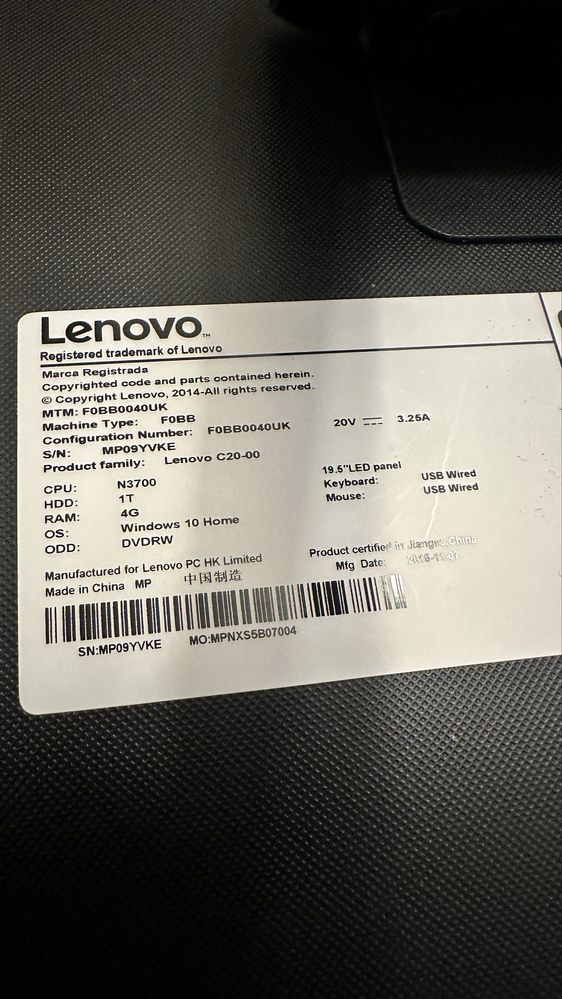 Lenovo™
Registered trademark of Lenovo
Marca Registrada
Copyrighted code and parts contained herein.
© Copyright Lenovo, 2014-All rights reserved.
MTM: F0BB0040UK
Machine Type: F0BB
Configuration Number: F0BB0040UK
20V ⎓ 3.25A
S/N: MP09YVKE
Product family: Lenovo C20-00
CPU: N3700
HDD: 1T
RAM: 4G
OS: Windows 10 Home
ODD: DVDRW
19.5"LED panel
Keyboard: USB Wired
Mouse: USB Wired
Manufactured for Lenovo PC HK Limited
Made in China MP 中国制造
Product certified in Jiangsu,China
Mfg Date:
SN:MP09YVKE MO:MPNXS5B07004